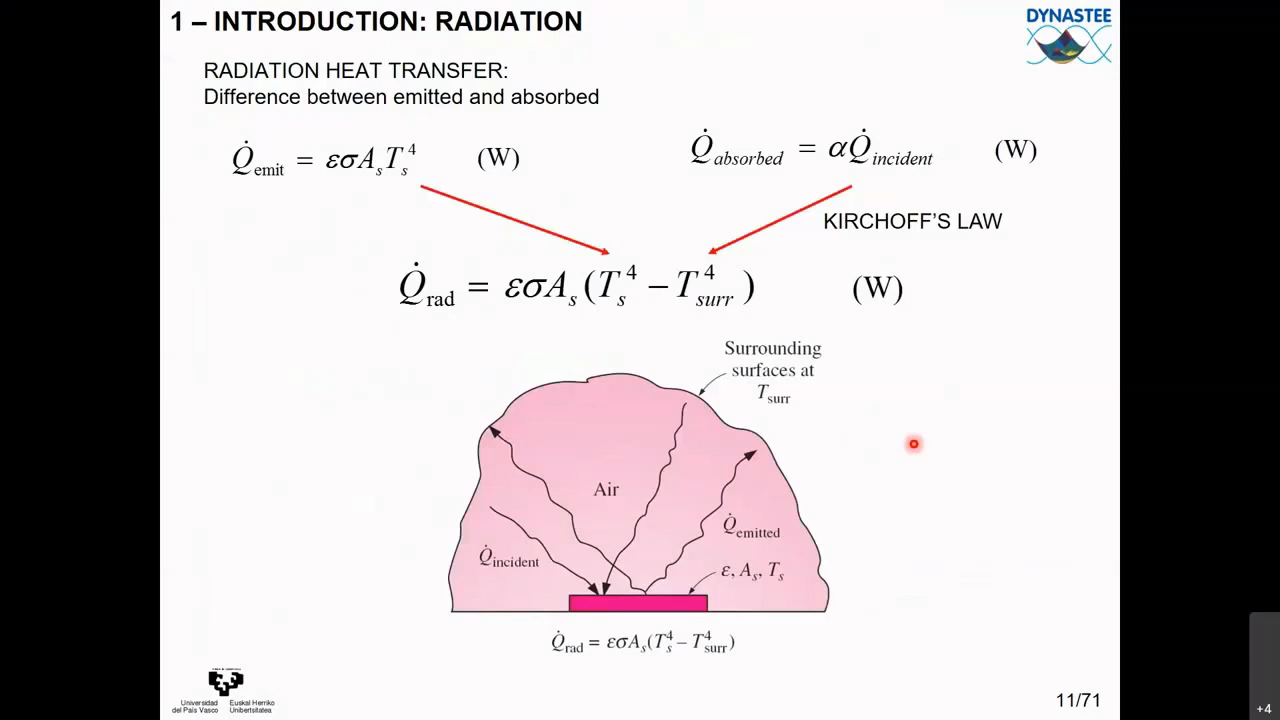 1 – INTRODUCTION: RADIATION
DYNASTEE
RADIATION HEAT TRANSFER:
Difference between emitted and absorbed
Q̇emit = εσAₛTₛ⁴ (W)
Q̇absorbed = αQ̇incident (W)
KIRCHOFF'S LAW
Q̇rad = εσAₛ(Tₛ⁴ − Tsurr⁴) (W)
Surrounding
surfaces at
Tsurr
Air
Q̇incident
Q̇emitted
ε, Aₛ, Tₛ
Q̇rad = εσAₛ(Tₛ⁴ − Tsurr⁴)
Universidad
del País Vasco
Euskal Herriko
Unibertsitatea
11/71
+4